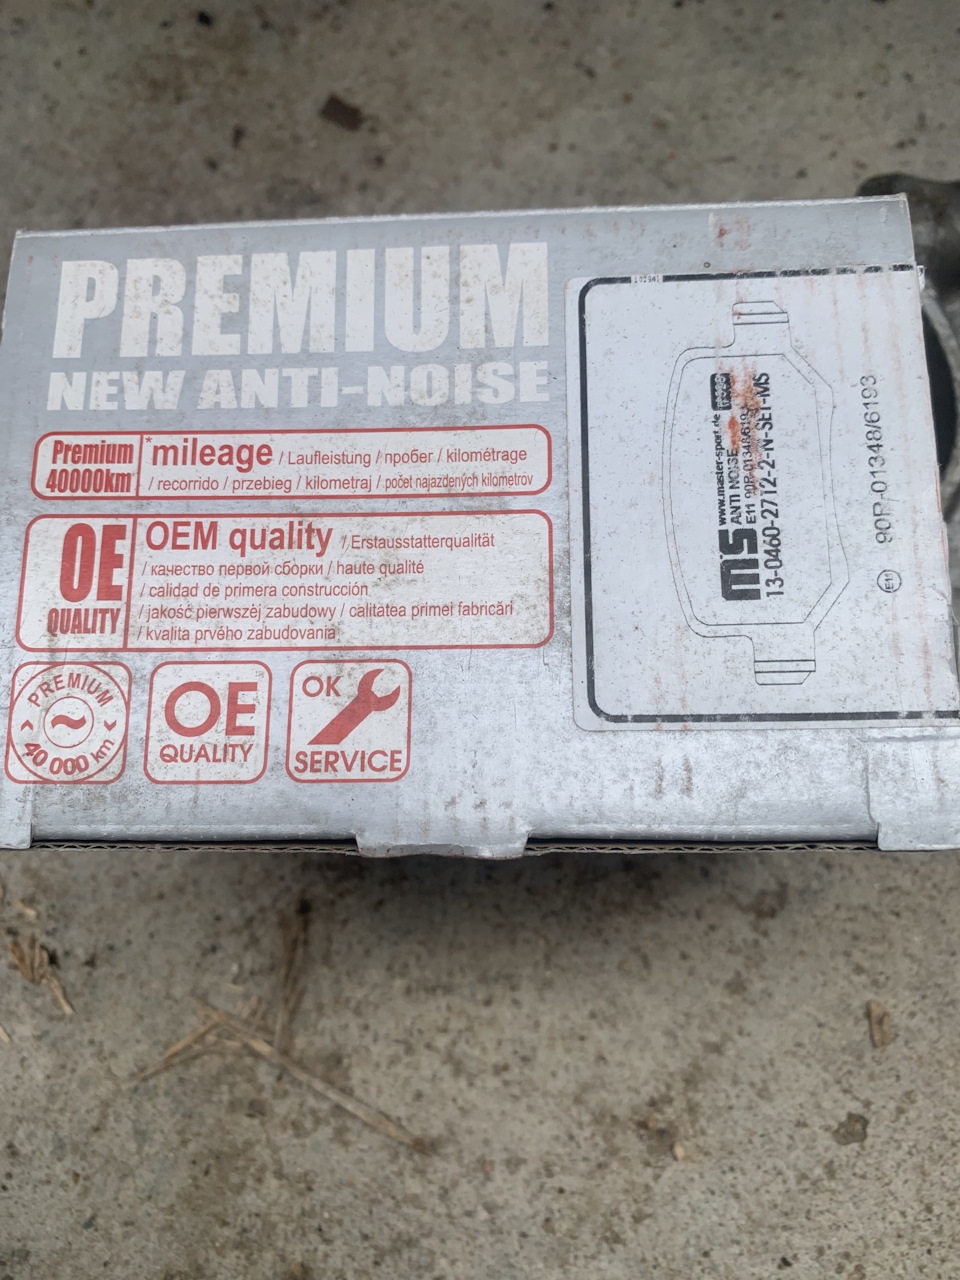 PREMIUM
NEW ANTI-NOISE
Premium
40000km
*mileage / Laufleistung / пробег / kilométrage
/ recorrido / przebieg / kilometraj / počet najazdených kilometrov
OE
QUALITY
OEM quality / Erstausstatterqualität
/ качество первой сборки / haute qualité
/ calidad de primera construcción
/ jakość pierwszėj zabudowy / calitatea primei fabricări
/ kvalita prvého zabudovania
PREMIUM
40 000 km
OE
QUALITY
OK
SERVICE
ms
www.master-sport.de
ANTI NOISE
E11 90R-01348/619
13-0460-2712-2-N-SET-MS
E11
90R-01348/6193